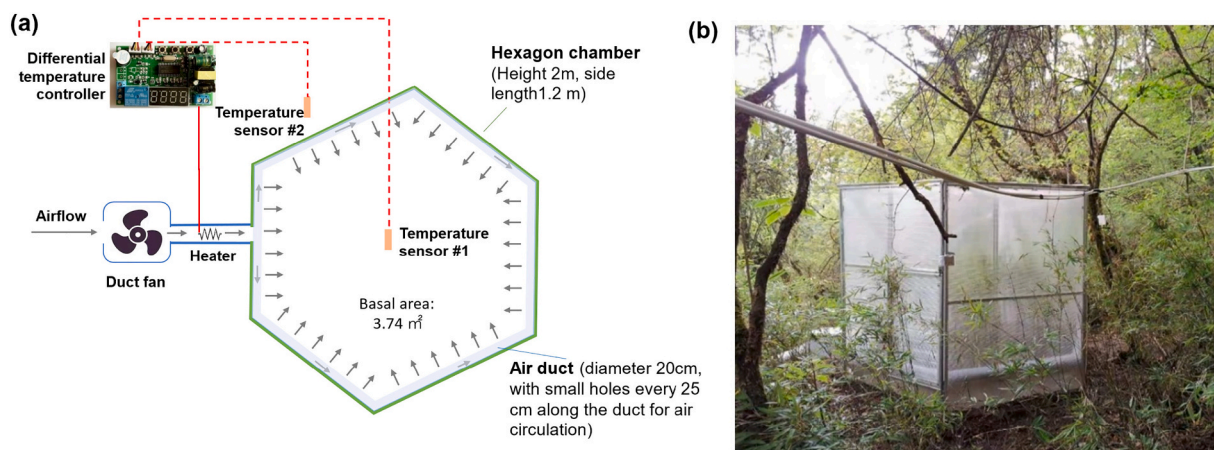 (a)
Differential
temperature
controller
Temperature
sensor #2
Hexagon chamber
(Height 2m, side
length1.2 m)
Airflow
Duct fan
Heater
Temperature
sensor #1
Basal area:
3.74 ㎡
Air duct (diameter 20cm,
with small holes every 25
cm along the duct for air
circulation)
(b)